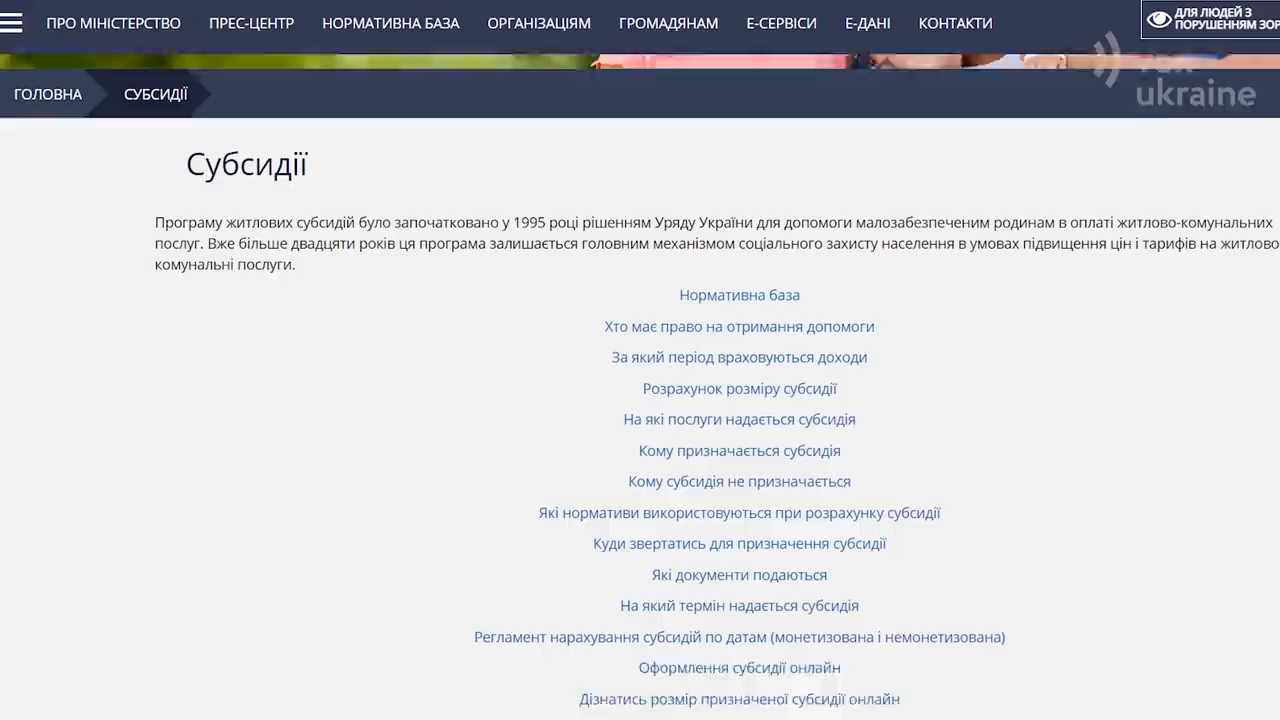 ПРО МІНІСТЕРСТВО ПРЕС-ЦЕНТР НОРМАТИВНА БАЗА ОРГАНІЗАЦІЯМ ГРОМАДЯНАМ Е-СЕРВІСИ Е-ДАНІ КОНТАКТИ
ДЛЯ ЛЮДЕЙ З
ПОРУШЕННЯМ ЗОР
ukraine
ГОЛОВНА СУБСИДІЇ
Субсидії
Програму житлових субсидій було започатковано у 1995 році рішенням Уряду України для допомоги малозабезпеченим родинам в оплаті житлово-комунальних
послуг. Вже більше двадцяти років ця програма залишається головним механізмом соціального захисту населення в умовах підвищення цін і тарифів на житлово
комунальні послуги.
Нормативна база
Хто має право на отримання допомоги
За який період враховуються доходи
Розрахунок розміру субсидії
На які послуги надається субсидія
Кому призначається субсидія
Кому субсидія не призначається
Які нормативи використовуються при розрахунку субсидії
Куди звертатись для призначення субсидії
Які документи подаються
На який термін надається субсидія
Регламент нарахування субсидій по датам (монетизована і немонетизована)
Оформлення субсидії онлайн
Дізнатись розмір призначеної субсидії онлайн